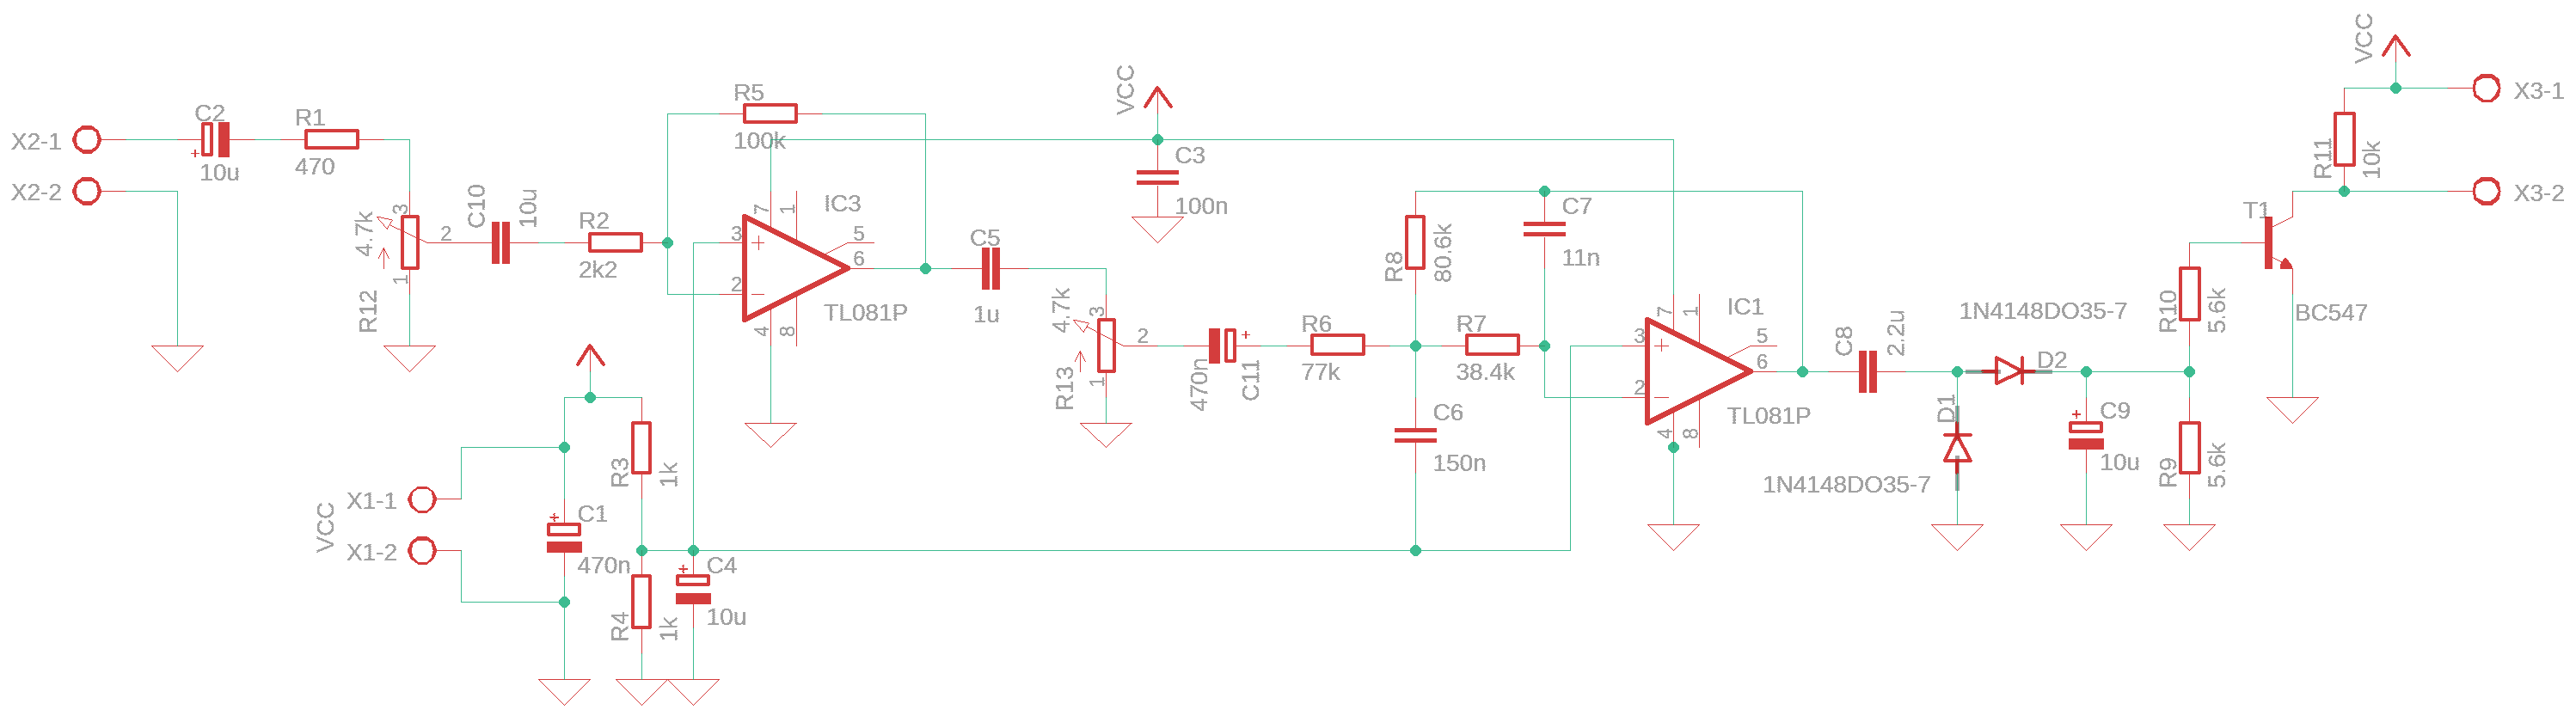 X2-1
X2-2
C2
+
10u
R1
470
4.7k
3
2
1
R12
C10
10u
R2
2k2
R5
100k
7
1
IC3
3
+
5
6
2
−
4
8
TL081P
VCC
X1-1
X1-2
+
C1
470n
R3
1k
R4
1k
+
C4
10u
C5
1u
4.7k
3
2
1
R13
VCC
C3
100n
470n
+
C11
R6
77k
R8
80.6k
C7
11n
R7
38.4k
C6
150n
7
1
IC1
3
+
5
6
2
−
4
8
TL081P
C8
2.2u
1N4148DO35-7
D2
D1
1N4148DO35-7
+
C9
10u
R10
5.6k
R9
5.6k
T1
BC547
VCC
R11
10k
X3-1
X3-2